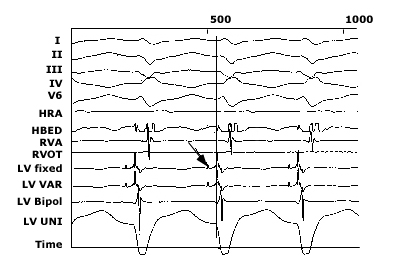 500 1000
I
II
III
IV
V6
HRA
HBED
RVA
RVOT
LV fixed
LV VAR
LV Bipol
LV UNI
Time